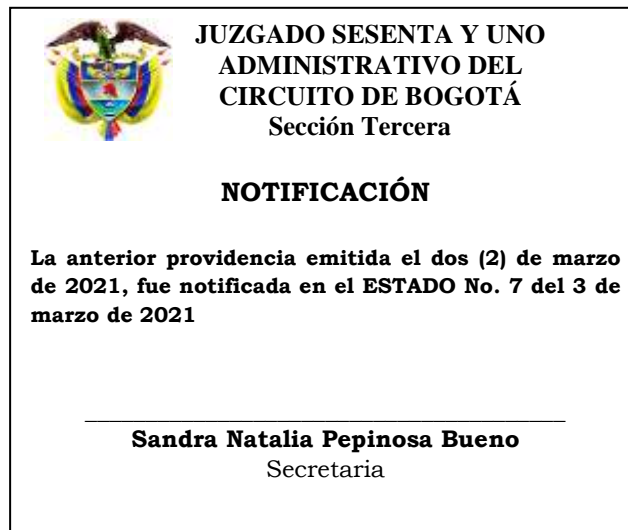 JUZGADO SESENTA Y UNO
ADMINISTRATIVO DEL
CIRCUITO DE BOGOTÁ
Sección Tercera
NOTIFICACIÓN
La anterior providencia emitida el dos (2) de marzo
de 2021, fue notificada en el ESTADO No. 7 del 3 de
marzo de 2021
Sandra Natalia Pepinosa Bueno
Secretaria